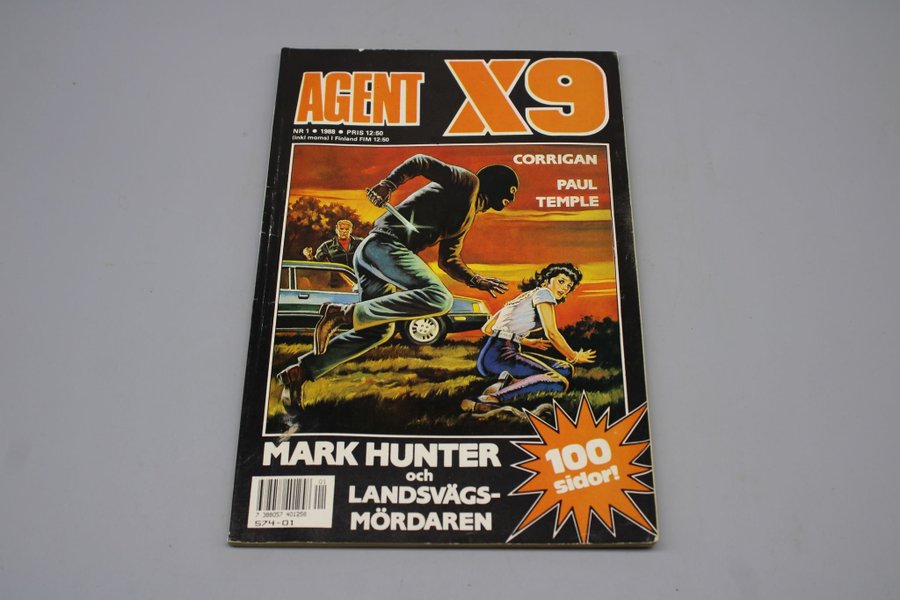 AGENT X9
NR 1 • 1988 • PRIS 12:50
(inkl moms) I Finland FIM 12:50
CORRIGAN
PAUL
TEMPLE
MARK HUNTER
och
LANDSVÄGS-
MÖRDAREN
100
sidor!
01
7 388057 401258
574-01